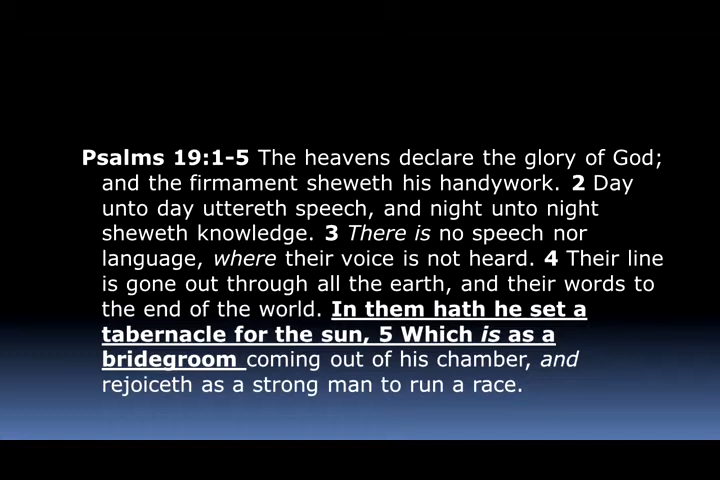 Psalms 19:1-5 The heavens declare the glory of God;
and the firmament sheweth his handywork. 2 Day
unto day uttereth speech, and night unto night
sheweth knowledge. 3 There is no speech nor
language, where their voice is not heard. 4 Their line
is gone out through all the earth, and their words to
the end of the world. In them hath he set a
tabernacle for the sun, 5 Which is as a
bridegroom coming out of his chamber, and
rejoiceth as a strong man to run a race.